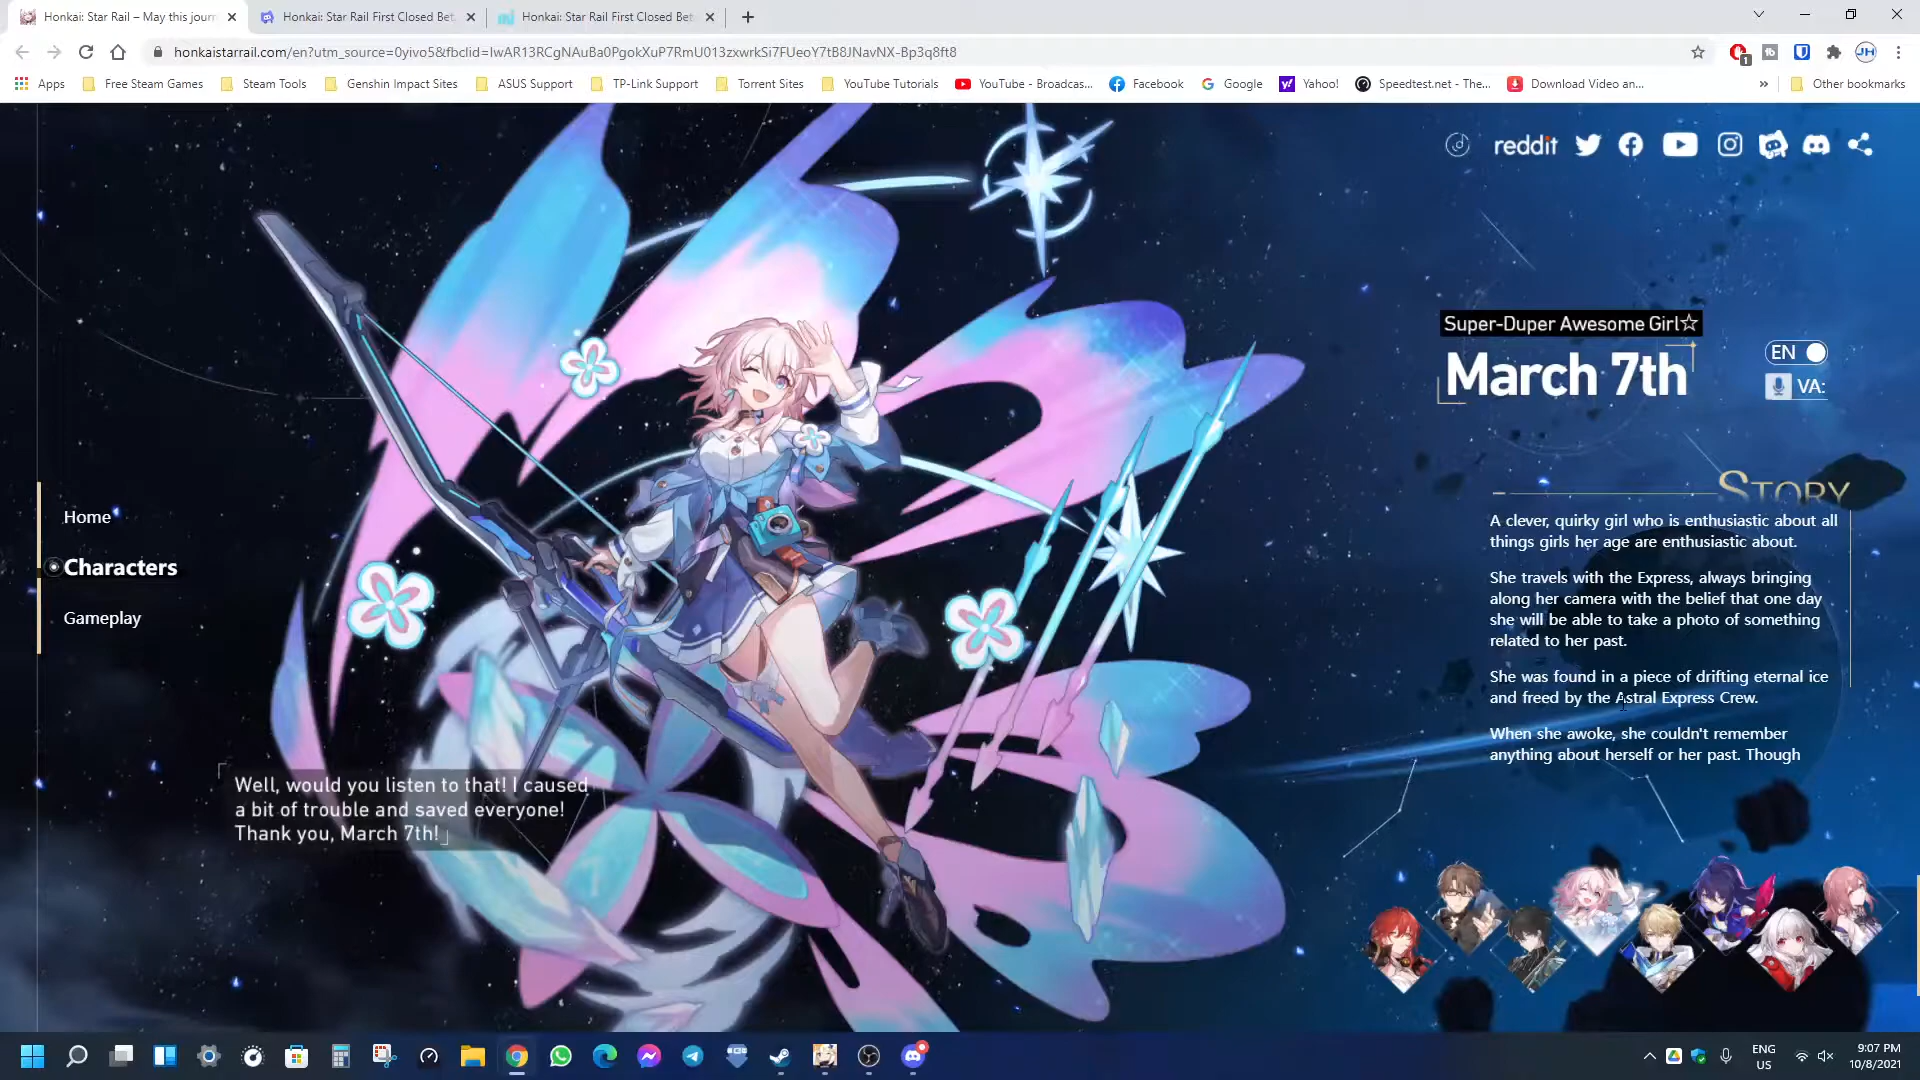 Honkai: Star Rail – May this journ
Honkai: Star Rail First Closed Bet
Honkai: Star Rail First Closed Bet
honkaistarrail.com/en?utm_source=0yivo5&fbclid=IwAR13RCgNAuBa0PgokXuP7RmU013zxwrkSi7FUeoY7tB8JNavNX-Bp3q8ft8
1
JH
Apps
Free Steam Games
Steam Tools
Genshin Impact Sites
ASUS Support
TP-Link Support
Torrent Sites
YouTube Tutorials
YouTube - Broadcas...
Facebook
Google
Yahoo!
Speedtest.net - The...
Download Video an...
»
Other bookmarks
reddit
Super-Duper Awesome Girl☆
March 7th
EN
VA:
STORY
A clever, quirky girl who is enthusiastic about all
things girls her age are enthusiastic about.
She travels with the Express, always bringing
along her camera with the belief that one day
she will be able to take a photo of something
related to her past.
She was found in a piece of drifting eternal ice
and freed by the Astral Express Crew.
When she awoke, she couldn't remember
anything about herself or her past. Though
Home
Characters
Gameplay
「Well, would you listen to that! I caused
a bit of trouble and saved everyone!
Thank you, March 7th!」
ENG
US
9:07 PM
10/8/2021